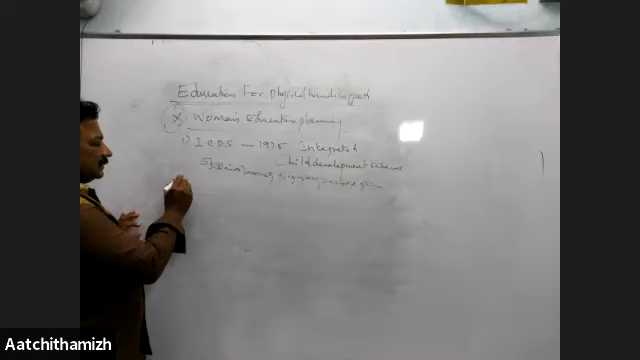 Education For physical handicapped
Women's Education planning
1) ICDS — 1975 Integrated
child development scheme
Aatchithamizh